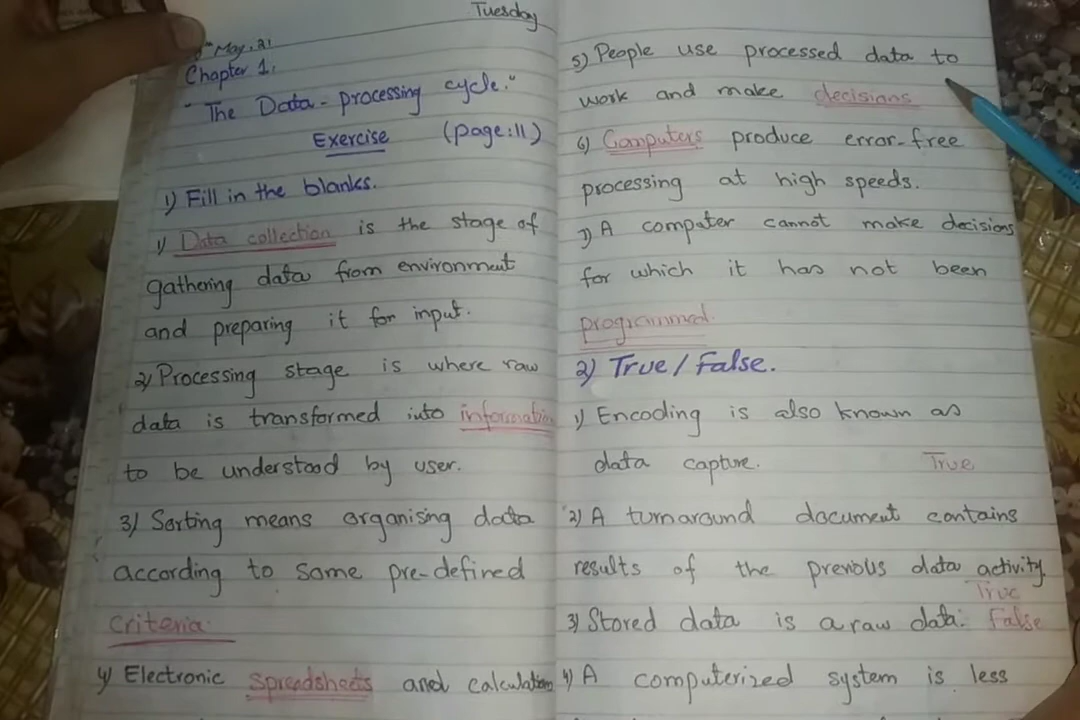 Tuesday
May, 21
Chapter 1.
"The Data-processing cycle."
Exercise (page:11)
1) Fill in the blanks.
1) Data collection is the stage of
gathering data from environment
and preparing it for input.
2) Processing stage is where raw
data is transformed into information
to be understood by user.
3) Sorting means organising data
according to some pre-defined
criteria.
4) Electronic Spreadsheets and calculation
5) People use processed data to
work and make decisions.
6) Computers produce error-free
processing at high speeds.
7) A computer cannot make decisions
for which it has not been
programmed.
2) True / False.
1) Encoding is also known as
data capture. True
2) A turnaround document contains
results of the previous data activity.
True
3) Stored data is a raw data. False
4) A computerized system is less